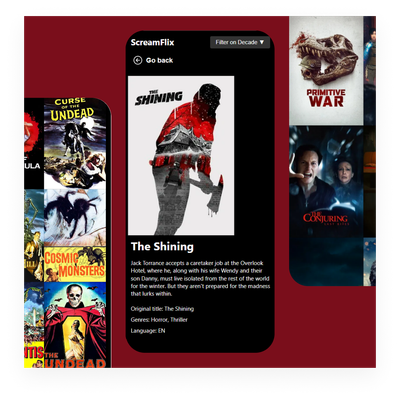 ScreamFlix
Filter on Decade ▼
Go back
THE
SHINING
The Shining
Jack Torrance accepts a caretaker job at the Overlook
Hotel, where he, along with his wife Wendy and their
son Danny, must live isolated from the rest of the world
for the winter. But they aren't prepared for the madness
that lurks within.
Original title: The Shining
Genres: Horror, Thriller
Language: EN
CURSE
OF THE
UNDEAD
ULA
COSMIC
MONSTERS
THE
UNDEAD
PRIMITIVE
WAR
THE
CONJURING